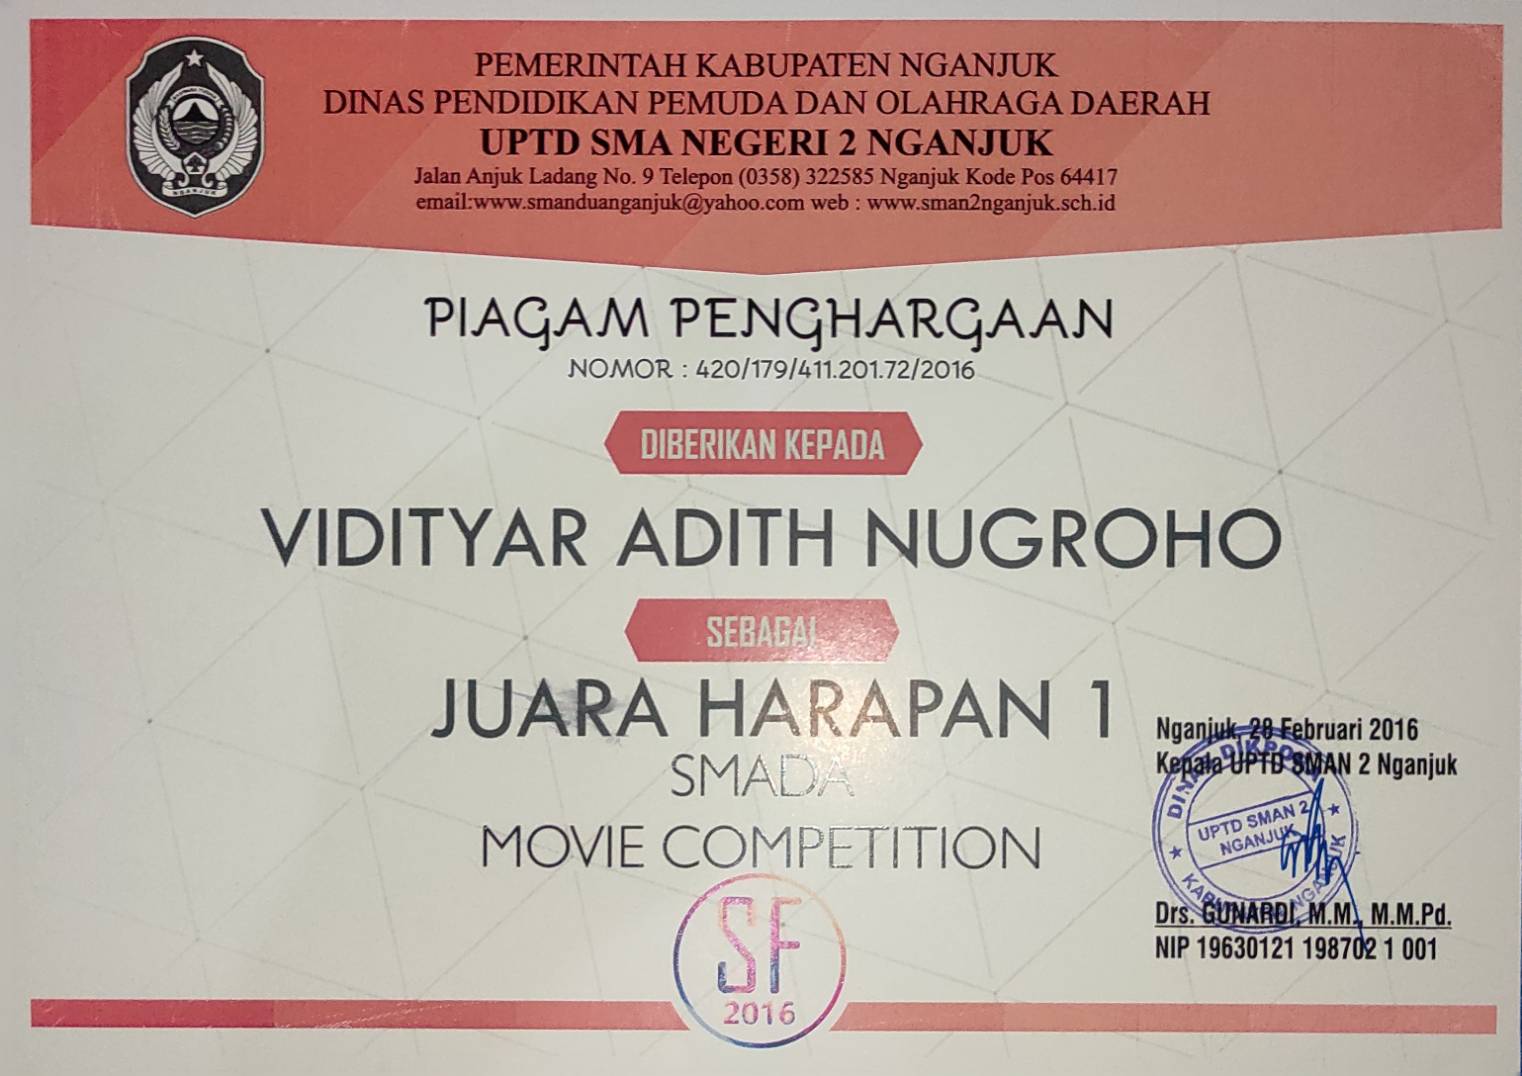 PEMERINTAH KABUPATEN NGANJUK
DINAS PENDIDIKAN PEMUDA DAN OLAHRAGA DAERAH
UPTD SMA NEGERI 2 NGANJUK
Jalan Anjuk Ladang No. 9 Telepon (0358) 322585 Nganjuk Kode Pos 64417
email:www.smanduanganjuk@yahoo.com web : www.sman2nganjuk.sch.id
NGANJUK
PIAGAM PENGHARGAAN
NOMOR : 420/179/411.201.72/2016
DIBERIKAN KEPADA
VIDITYAR ADITH NUGROHO
SEBAGAI
JUARA HARAPAN 1
SMADA
MOVIE COMPETITION
Nganjuk, 28 Februari 2016
Kepala UPTD SMAN 2 Nganjuk
UPTD SMAN 2
NGANJUK
Drs. GUNARDI, M.M., M.M.Pd.
NIP 19630121 198702 1 001
SF
2016